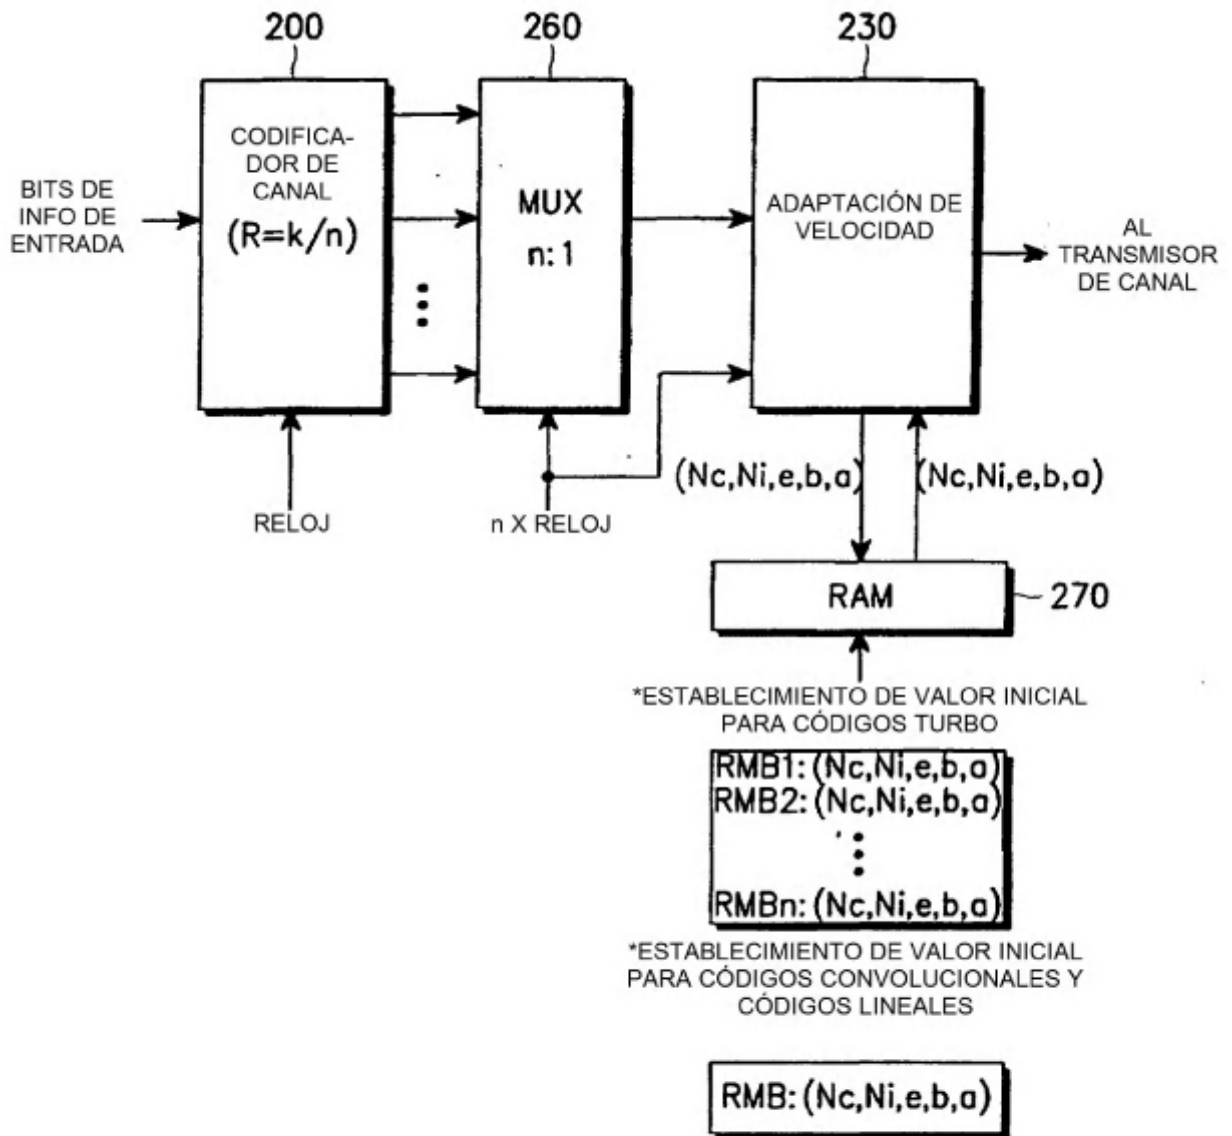 200
260
230
CODIFICA-
DOR DE
CANAL
(R=k/n)
BITS DE
INFO DE
ENTRADA
MUX
n:1
ADAPTACIÓN DE
VELOCIDAD
AL
TRANSMISOR
DE CANAL
RELOJ
n X RELOJ
(Nc,Ni,e,b,a)
(Nc,Ni,e,b,a)
RAM
270
*ESTABLECIMIENTO DE VALOR INICIAL
PARA CÓDIGOS TURBO
RMB1:(Nc,Ni,e,b,a)
RMB2:(Nc,Ni,e,b,a)
RMBn:(Nc,Ni,e,b,a)
*ESTABLECIMIENTO DE VALOR INICIAL
PARA CÓDIGOS CONVOLUCIONALES Y
CÓDIGOS LINEALES
RMB:(Nc,Ni,e,b,a)